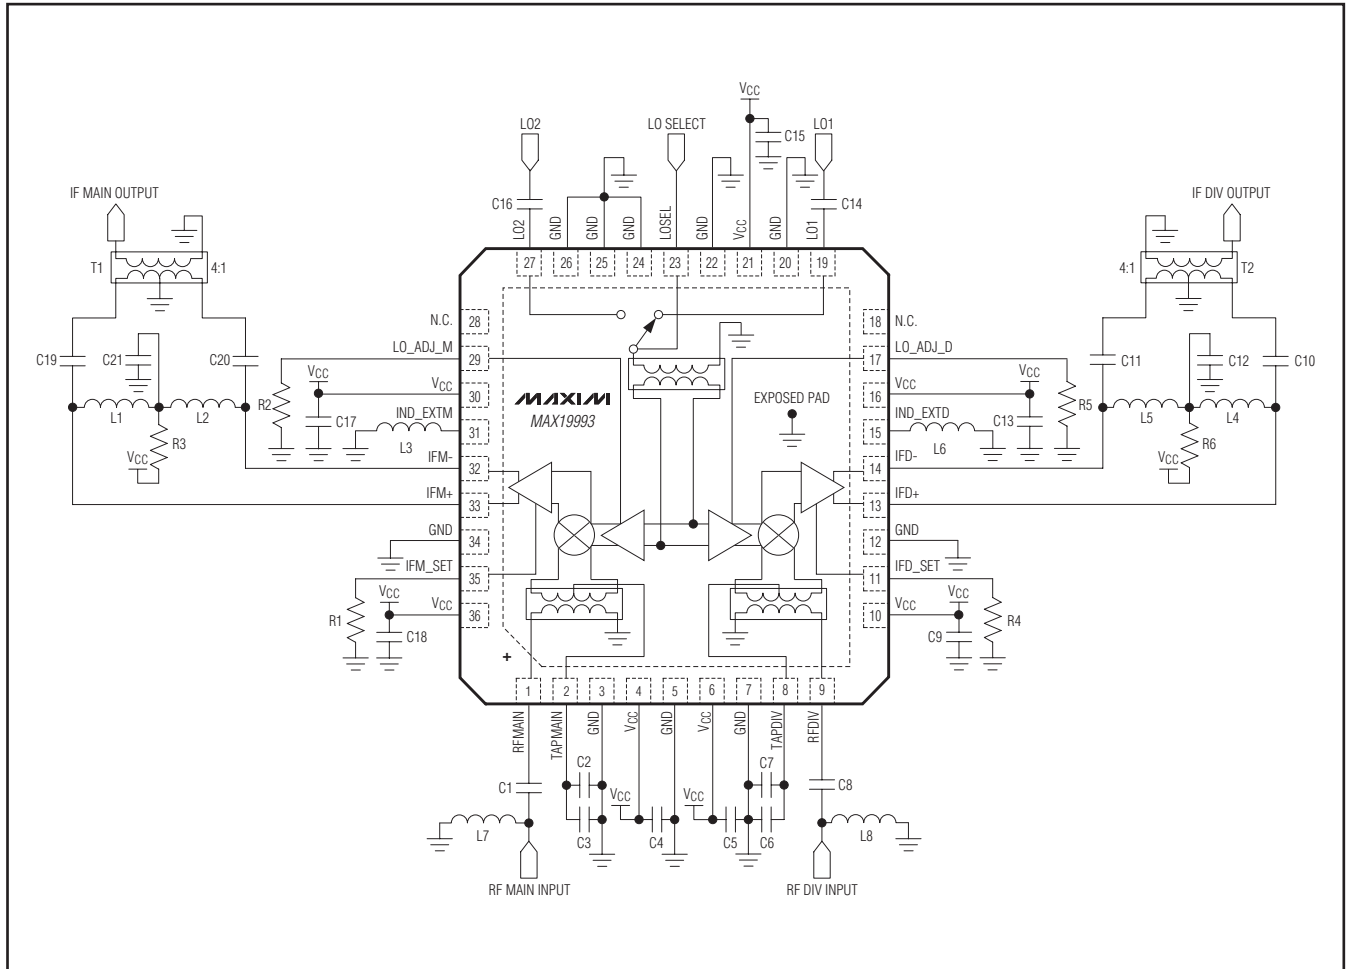 VCC
LO2
LO SELECT
C15
LO1
IF MAIN OUTPUT
IF DIV OUTPUT
C16
C14
LO2
GND
GND
GND
LOSEL
GND
VCC
GND
LO1
T1
4:1
4:1
T2
27
26
25
24
23
22
21
20
19
N.C.
28
18
N.C.
C19
C21
C20
LO_ADJ_M
29
17
LO_ADJ_D
C11
C12
C10
VCC
VCC
30
MAXIM
EXPOSED PAD
16
VCC
VCC
L1
L2
R2
C17
IND_EXTM
31
MAX19993
15
IND_EXTD
C13
R5
L5
L4
R3
L3
L6
R6
VCC
IFM-
32
14
IFD-
VCC
IFM+
33
13
IFD+
GND
34
12
GND
IFM_SET
35
11
IFD_SET
VCC
VCC
36
10
VCC
VCC
R1
C18
C9
R4
+
1
2
3
4
5
6
7
8
9
RFMAIN
TAPMAIN
GND
VCC
GND
VCC
GND
TAPDIV
RFDIV
C1
C2
C7
C8
VCC
VCC
L7
C3
C4
C5
C6
L8
RF MAIN INPUT
RF DIV INPUT